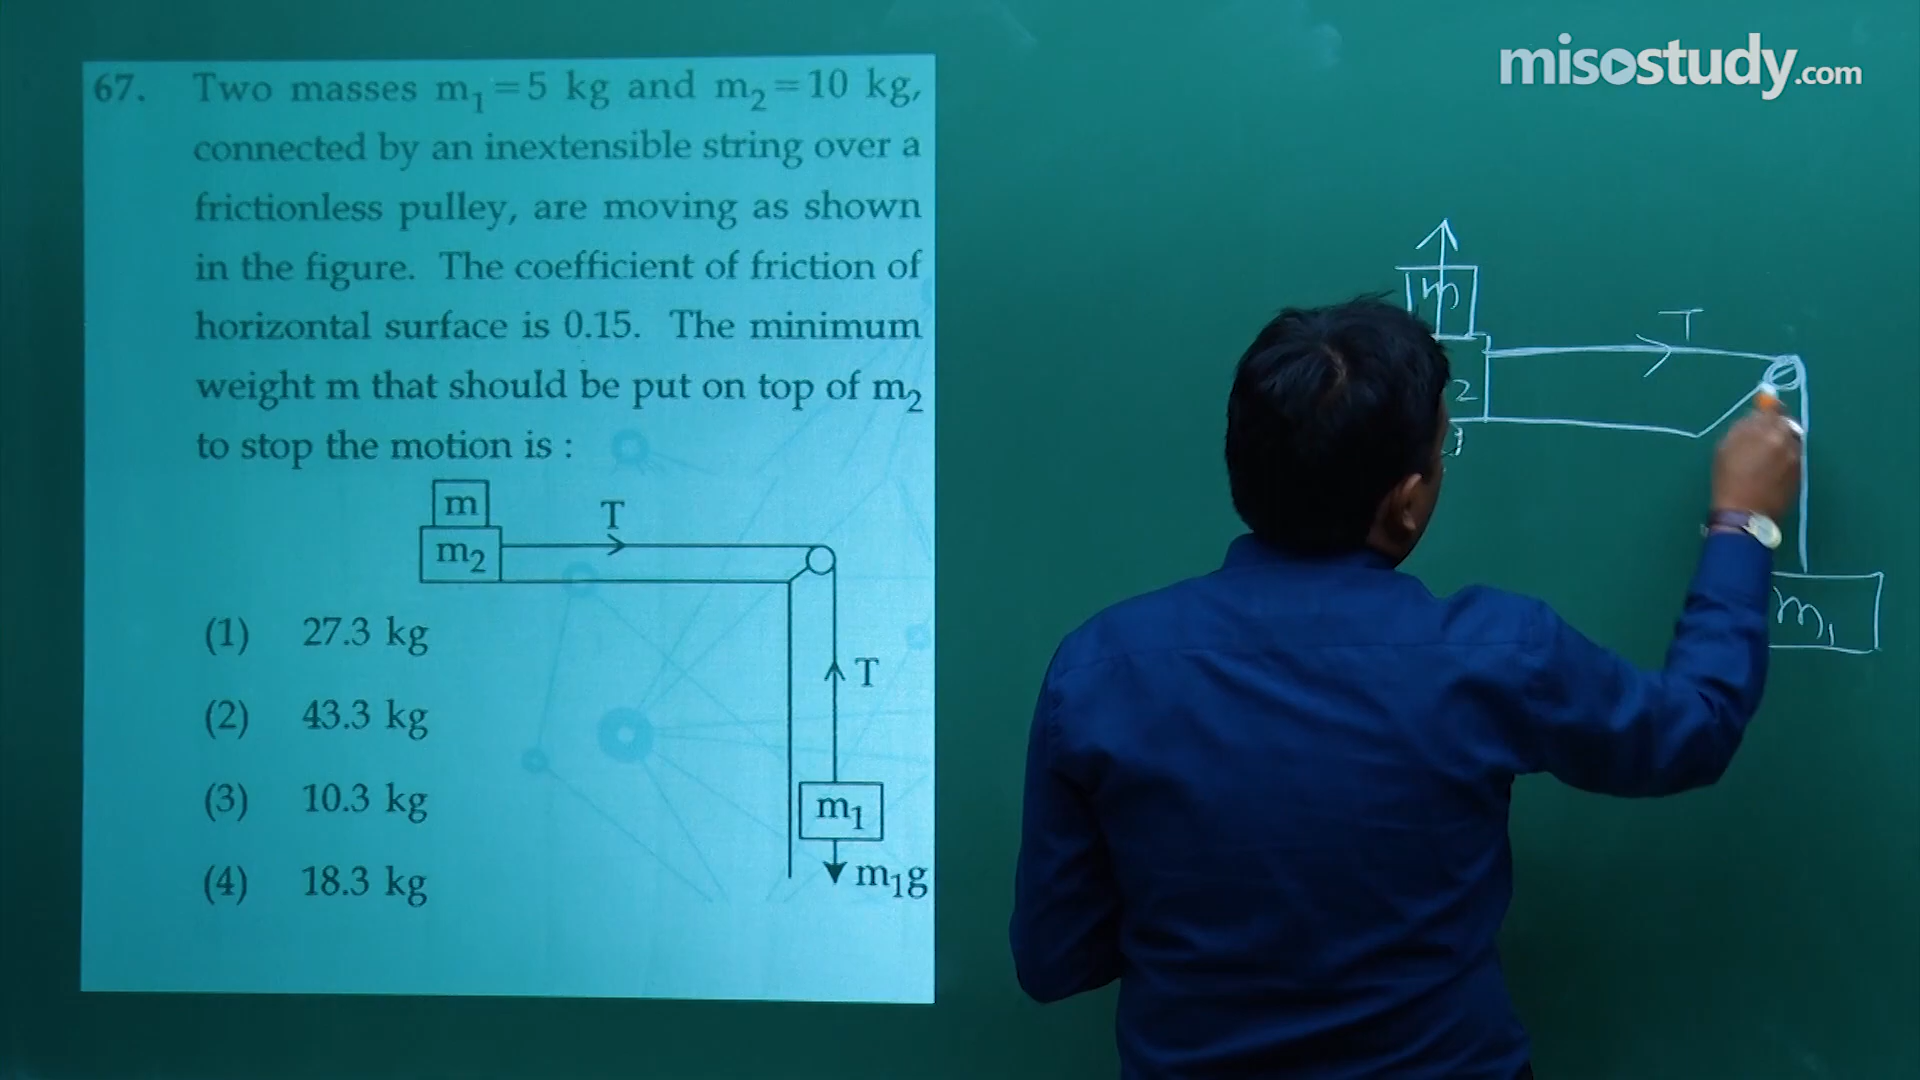 misostudy.com
67. Two masses m₁ = 5 kg and m₂ = 10 kg,
connected by an inextensible string over a
frictionless pulley, are moving as shown
in the figure. The coefficient of friction of
horizontal surface is 0.15. The minimum
weight m that should be put on top of m₂
to stop the motion is :
m
T
m₂
T
m₁
m₁g
(1) 27.3 kg
(2) 43.3 kg
(3) 10.3 kg
(4) 18.3 kg
m
T
2
m₁